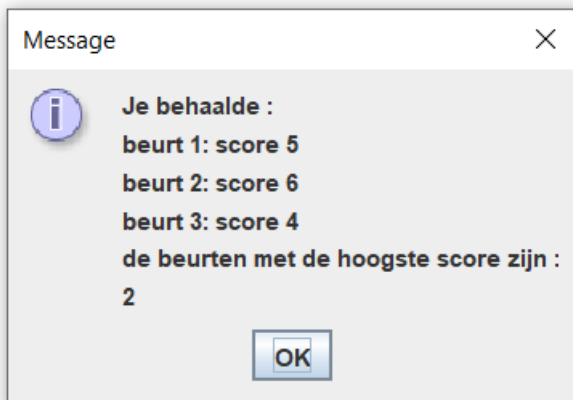 Message
Je behaalde :
beurt 1: score 5
beurt 2: score 6
beurt 3: score 4
de beurten met de hoogste score zijn :
2
OK